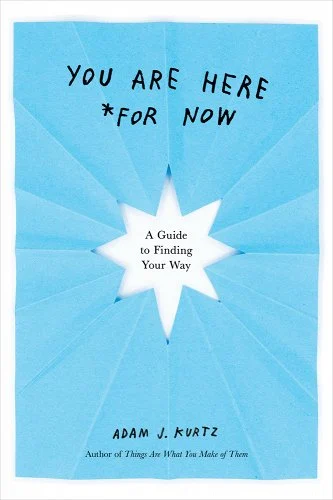 YOU ARE HERE
*FOR NOW
A Guide
to Finding
Your Way
ADAM J. KURTZ
Author of Things Are What You Make of Them